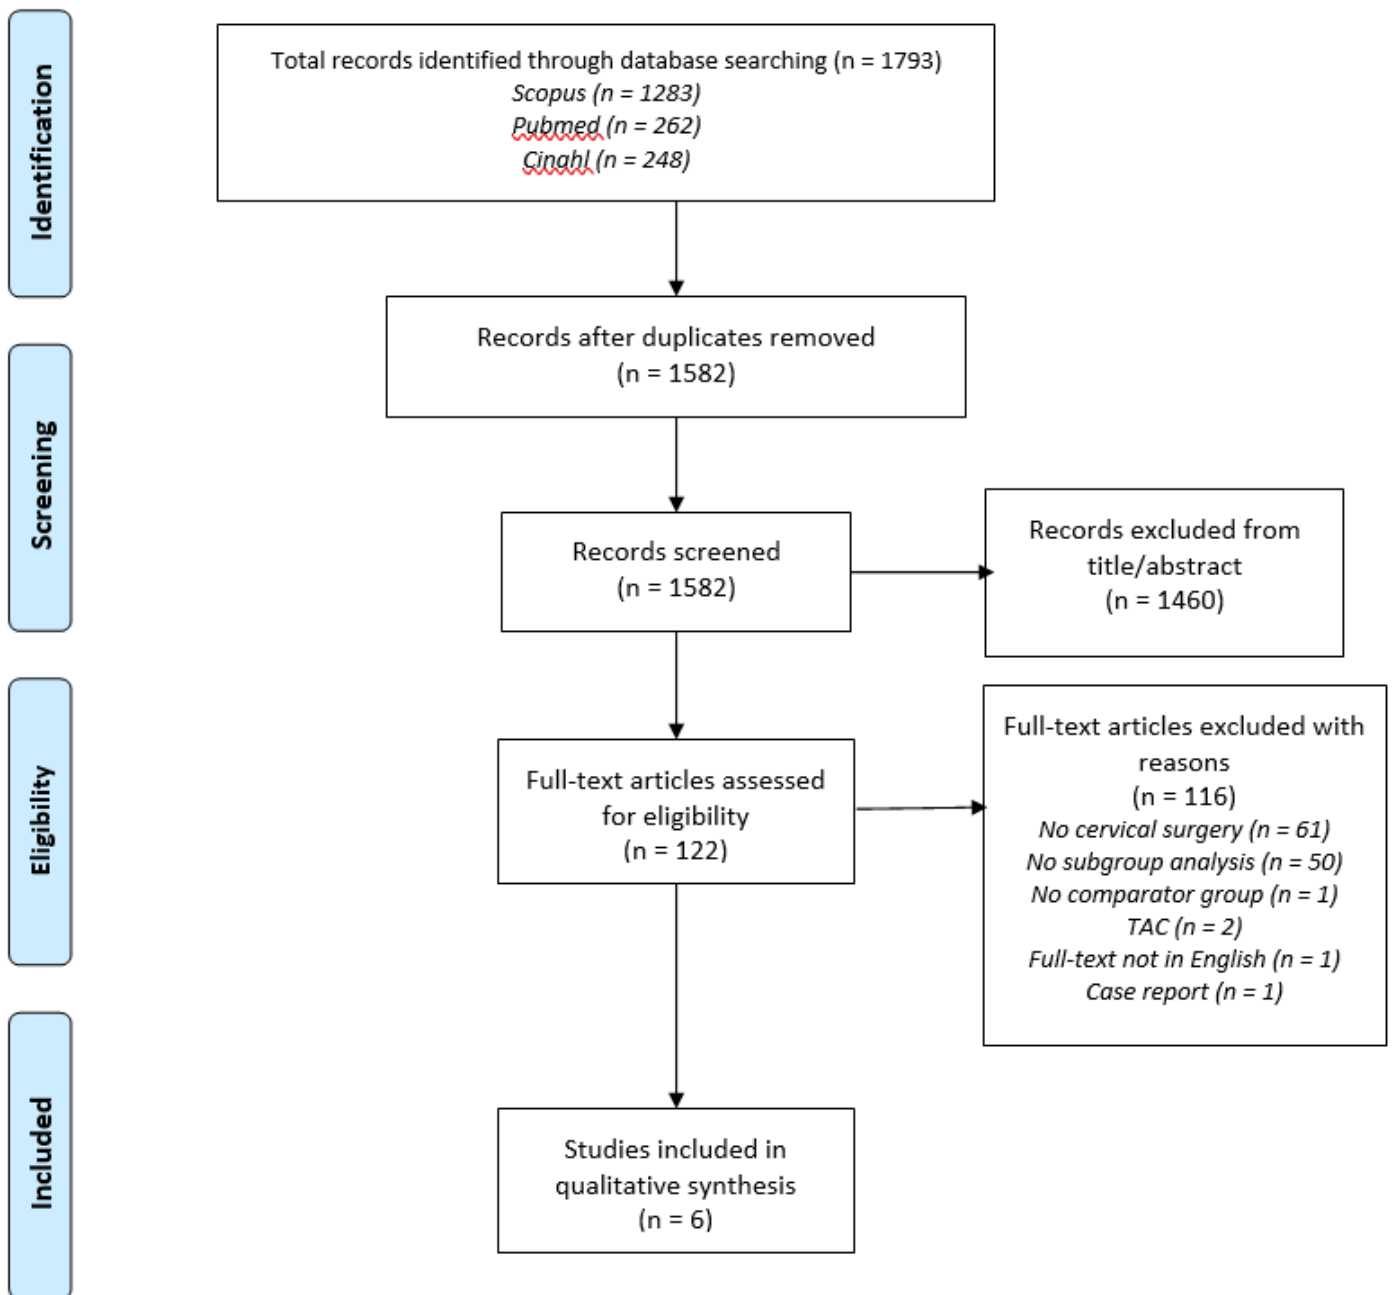 Identification
Total records identified through database searching (n = 1793)
Scopus (n = 1283)
Pubmed (n = 262)
Cinahl (n = 248)
Records after duplicates removed
(n = 1582)
Screening
Records screened
(n = 1582)
Records excluded from
title/abstract
(n = 1460)
Eligibility
Full-text articles assessed
for eligibility
(n = 122)
Full-text articles excluded with
reasons
(n = 116)
No cervical surgery (n = 61)
No subgroup analysis (n = 50)
No comparator group (n = 1)
TAC (n = 2)
Full-text not in English (n = 1)
Case report (n = 1)
Included
Studies included in
qualitative synthesis
(n = 6)